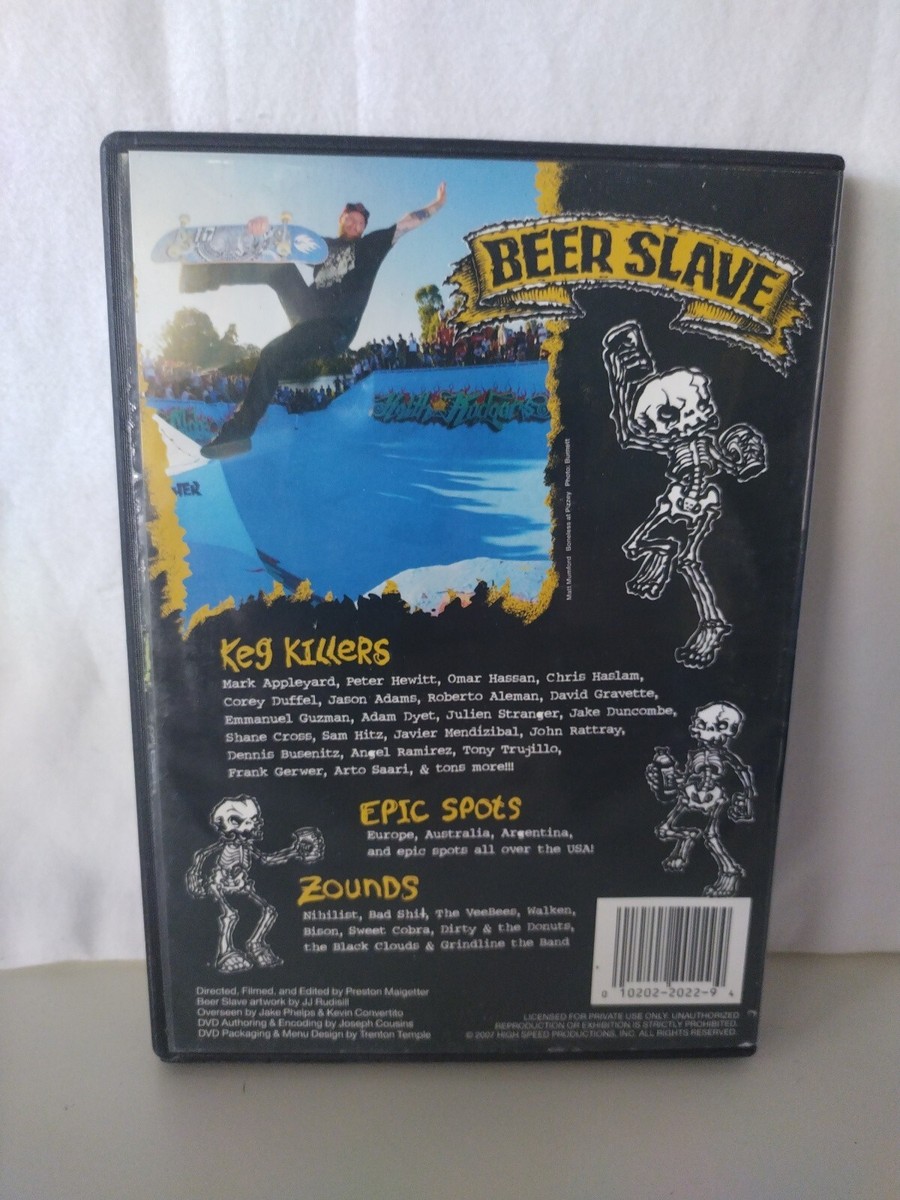 BEER SLAVE
Matt Mumford Boneless at Pizzey Photo: Burnett
Keg Killers
Mark Appleyard, Peter Hewitt, Omar Hassan, Chris Haslam,
Corey Duffel, Jason Adams, Roberto Aleman, David Gravette,
Emmanuel Guzman, Adam Dyet, Julien Stranger, Jake Duncombe,
Shane Cross, Sam Hitz, Javier Mendizibal, John Rattray,
Dennis Busenitz, Angel Ramirez, Tony Trujillo,
Frank Gerwer, Arto Saari, & tons more!!!
Epic Spots
Europe, Australia, Argentina,
and epic spots all over the USA!
Zounds
Nihilist, Bad Shit, The VeeBees, Walken,
Bison, Sweet Cobra, Dirty & the Donuts,
the Black Clouds & Grindline the Band
0 10202-2022-9 4
Directed, Filmed, and Edited by Preston Maigetter
Beer Slave artwork by JJ Rudisill
Overseen by Jake Phelps & Kevin Convertito
DVD Authoring & Encoding by Joseph Cousins
DVD Packaging & Menu Design by Trenton Temple
LICENSED FOR PRIVATE USE ONLY. UNAUTHORIZED
REPRODUCTION OR EXHIBITION IS STRICTLY PROHIBITED.
© 2007 HIGH SPEED PRODUCTIONS, INC. ALL RIGHTS RESERVED.